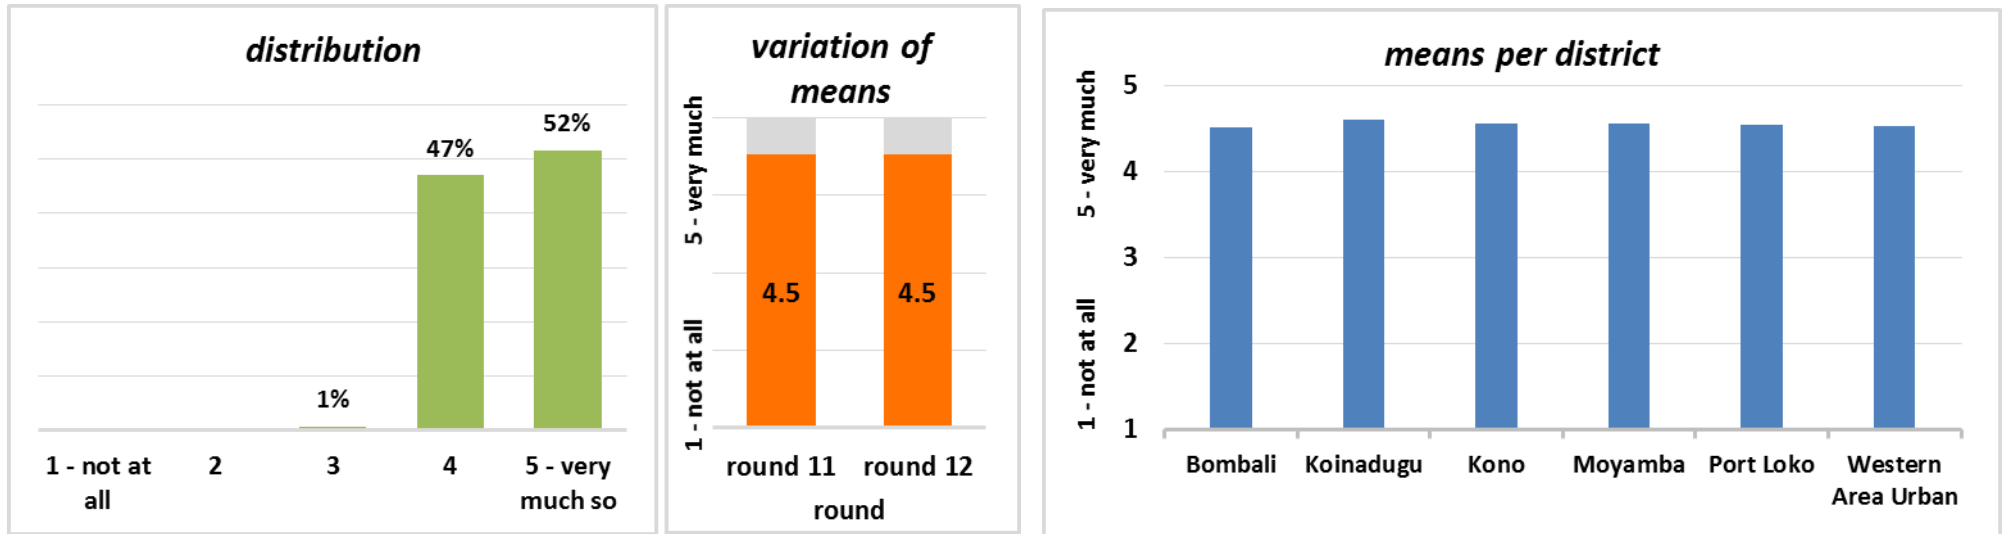 distribution
52%
47%
1%
1 - not at
all
2
3
4
5 - very
much so
variation of
means
5 - very much
1 - not at all
4.5
4.5
round 11
round 12
round
means per district
5 - very much
1 - not at all
5
4
3
2
1
Bombali
Koinadugu
Kono
Moyamba
Port Loko
Western
Area Urban